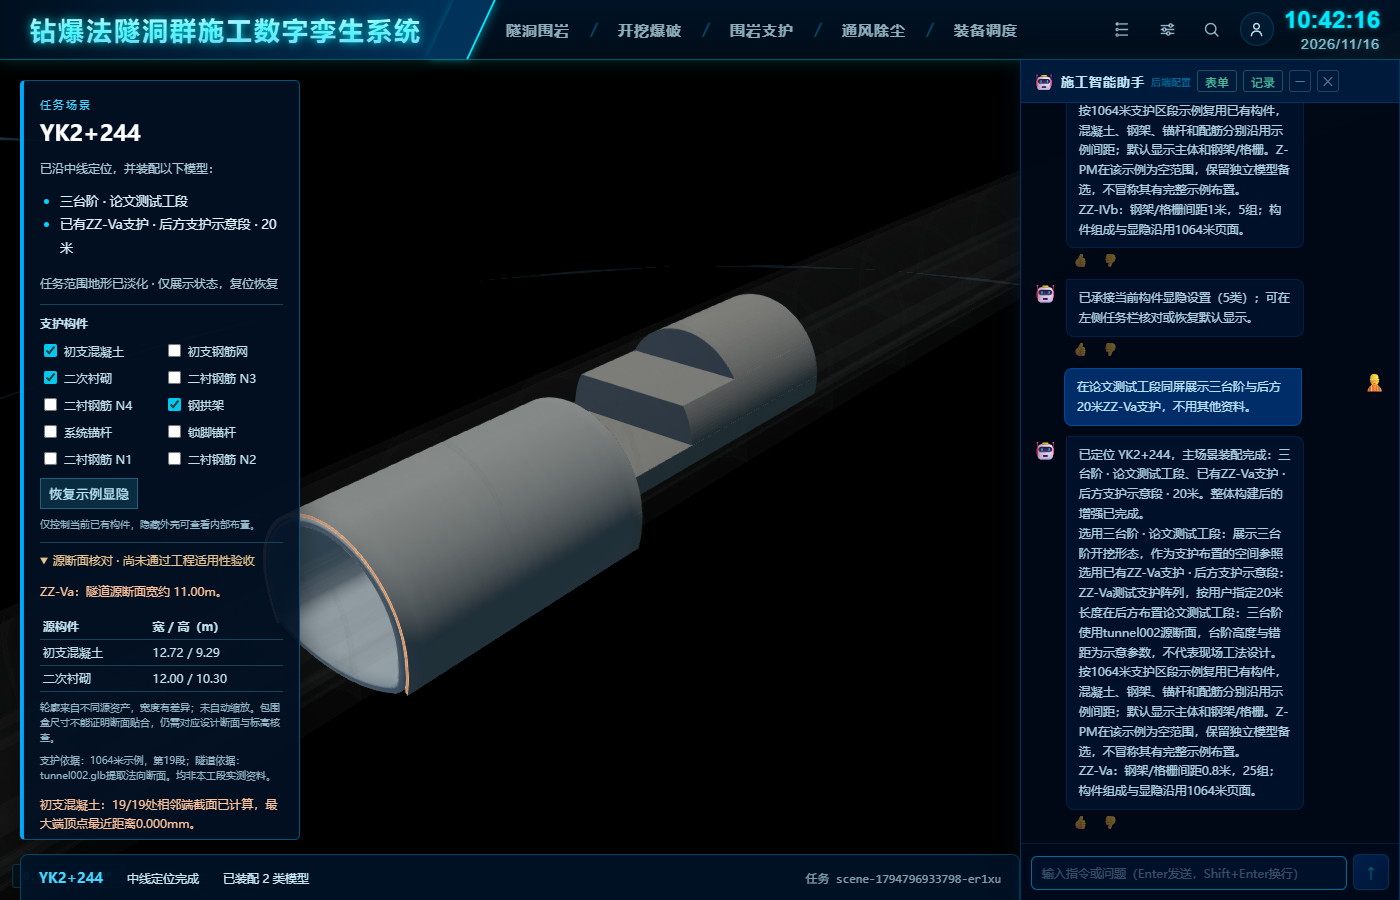 钻爆法隧洞群施工数字孪生系统
隧洞围岩 / 开挖爆破 / 围岩支护 / 通风除尘 / 装备调度
10:42:16
2026/11/16
任务场景
YK2+244
已沿中线定位，并装配以下模型：
三台阶 · 论文测试工段
已有ZZ-Va支护 · 后方支护示意段 · 20
米
任务范围地形已淡化 · 仅展示状态，复位恢复
支护构件
初支混凝土 初支钢筋网
二次衬砌 二衬钢筋 N3
二衬钢筋 N4 钢拱架
系统锚杆 锁脚锚杆
二衬钢筋 N1 二衬钢筋 N2
恢复示例显隐
仅控制当前已有构件，隐藏外壳可查看内部布置。
▼ 源断面核对 · 尚未通过工程适用性验收
ZZ-Va：隧道源断面宽约 11.00m。
源构件 宽 / 高（m）
初支混凝土 12.72 / 9.29
二次衬砌 12.00 / 10.30
轮廓来自不同源资产，宽度有差异；未自动缩放。包围
盒尺寸不能证明断面贴合，仍需对应设计断面与标高核
查。
支护依据：1064米示例，第19段；隧道依据：
tunnel002.glb提取法向断面。均非本工段实测资料。
初支混凝土：19/19处相邻端截面已计算，最
大端顶点最近距离0.000mm。
YK2+244 中线定位完成 已装配 2 类模型
任务 scene-1794796933798-er1xu
施工智能助手 后端配置 表单 记录
按1064米支护区段示例复用已有构件，
混凝土、钢架、锚杆和配筋分别沿用示
例间距；默认显示主体和钢架/格栅。Z-
PM在该示例为空范围，保留独立模型备
选，不冒称其有完整示例布置。
ZZ-IVb：钢架/格栅间距1米，5组；构
件组成与显隐沿用1064米页面。
已承接当前构件显隐设置（5类）；可在
左侧任务栏核对或恢复默认显示。
在论文测试工段同屏展示三台阶与后方
20米ZZ-Va支护，不用其他资料。
已定位 YK2+244，主场景装配完成：三
台阶 · 论文测试工段、已有ZZ-Va支护 ·
后方支护示意段 · 20米。整体构建后的
增强已完成。
选用三台阶 · 论文测试工段：展示三台
阶开挖形态，作为支护布置的空间参照
选用已有ZZ-Va支护 · 后方支护示意段：
ZZ-Va测试支护阵列，按用户指定20米
长度在后方布置论文测试工段：三台阶
使用tunnel002源断面，台阶高度与错
距为示意参数，不代表现场工法设计。
按1064米支护区段示例复用已有构件，
混凝土、钢架、锚杆和配筋分别沿用示
例间距；默认显示主体和钢架/格栅。Z-
PM在该示例为空范围，保留独立模型备
选，不冒称其有完整示例布置。
ZZ-Va：钢架/格栅间距0.8米，25组；
构件组成与显隐沿用1064米页面。
输入指令或问题（Enter发送，Shift+Enter换行）